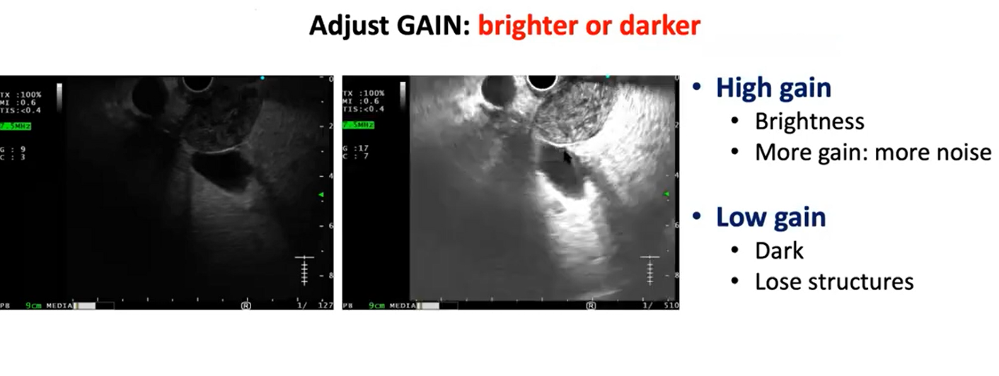 Adjust GAIN: brighter or darker
TX :100%
MI :0.6
TIS:<0.4
7.5MHz
G : 9
C : 3
0
2
4
6
8
PB 9cm MEDIA
R
1/ 127
TX :100%
MI :0.6
TIS:<0.4
7.5MHz
G :17
C : 7
0
2
4
6
8
PB 9cm MEDIA
R
1/ 510
• High gain
• Brightness
• More gain: more noise
• Low gain
• Dark
• Lose structures